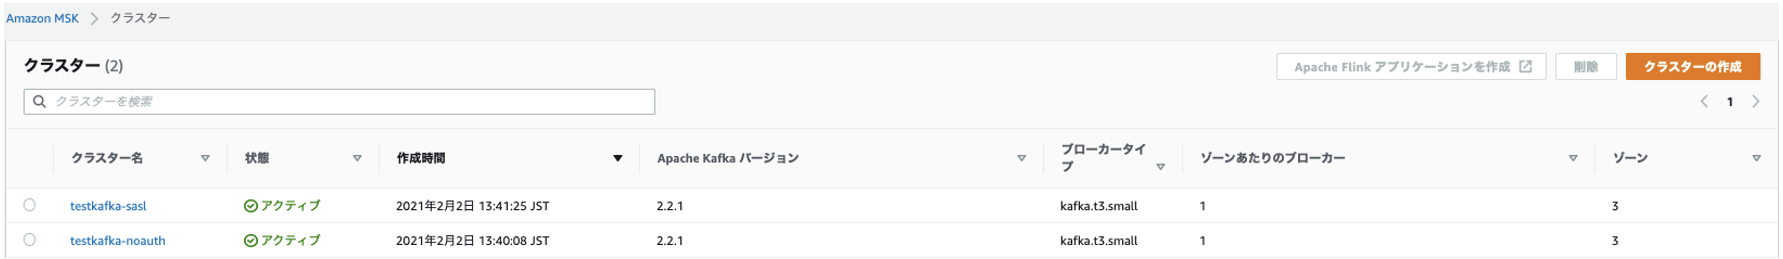 Amazon MSK > クラスター
クラスター (2)
Apache Flink アプリケーションを作成 削除 クラスターの作成
クラスターを検索
1
クラスター名 状態 作成時間 Apache Kafka バージョン ブローカータイプ ゾーンあたりのブローカー ゾーン
testkafka-sasl アクティブ 2021年2月2日 13:41:25 JST 2.2.1 kafka.t3.small 1 3
testkafka-noauth アクティブ 2021年2月2日 13:40:08 JST 2.2.1 kafka.t3.small 1 3